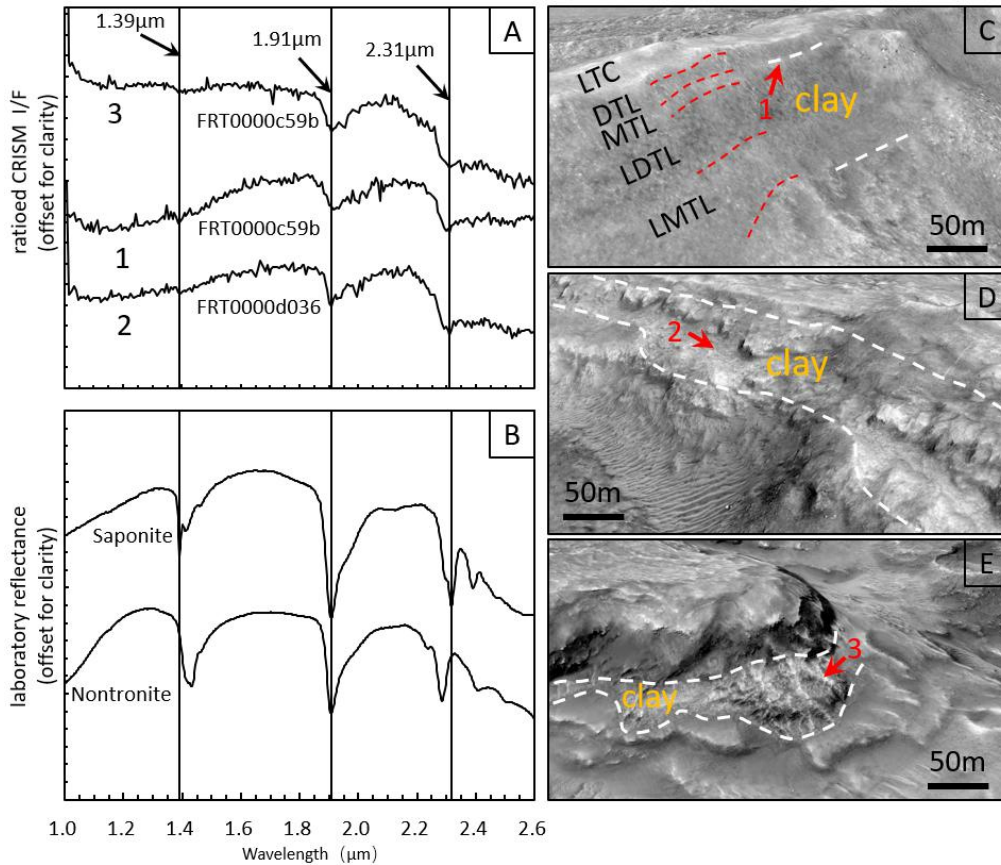 1.39μm
1.91μm
2.31μm
A
3
FRT0000c59b
1
FRT0000c59b
2
FRT0000d036
ratioed CRISM I/F
(offset for clarity)
B
Saponite
Nontronite
laboratory reflectance
(offset for clarity)
1.0 1.2 1.4 1.6 1.8 2.0 2.2 2.4 2.6
Wavelength (μm)
C
LTC
DTL
MTL
LDTL
LMTL
1
clay
50m
D
2
clay
50m
E
3
clay
50m